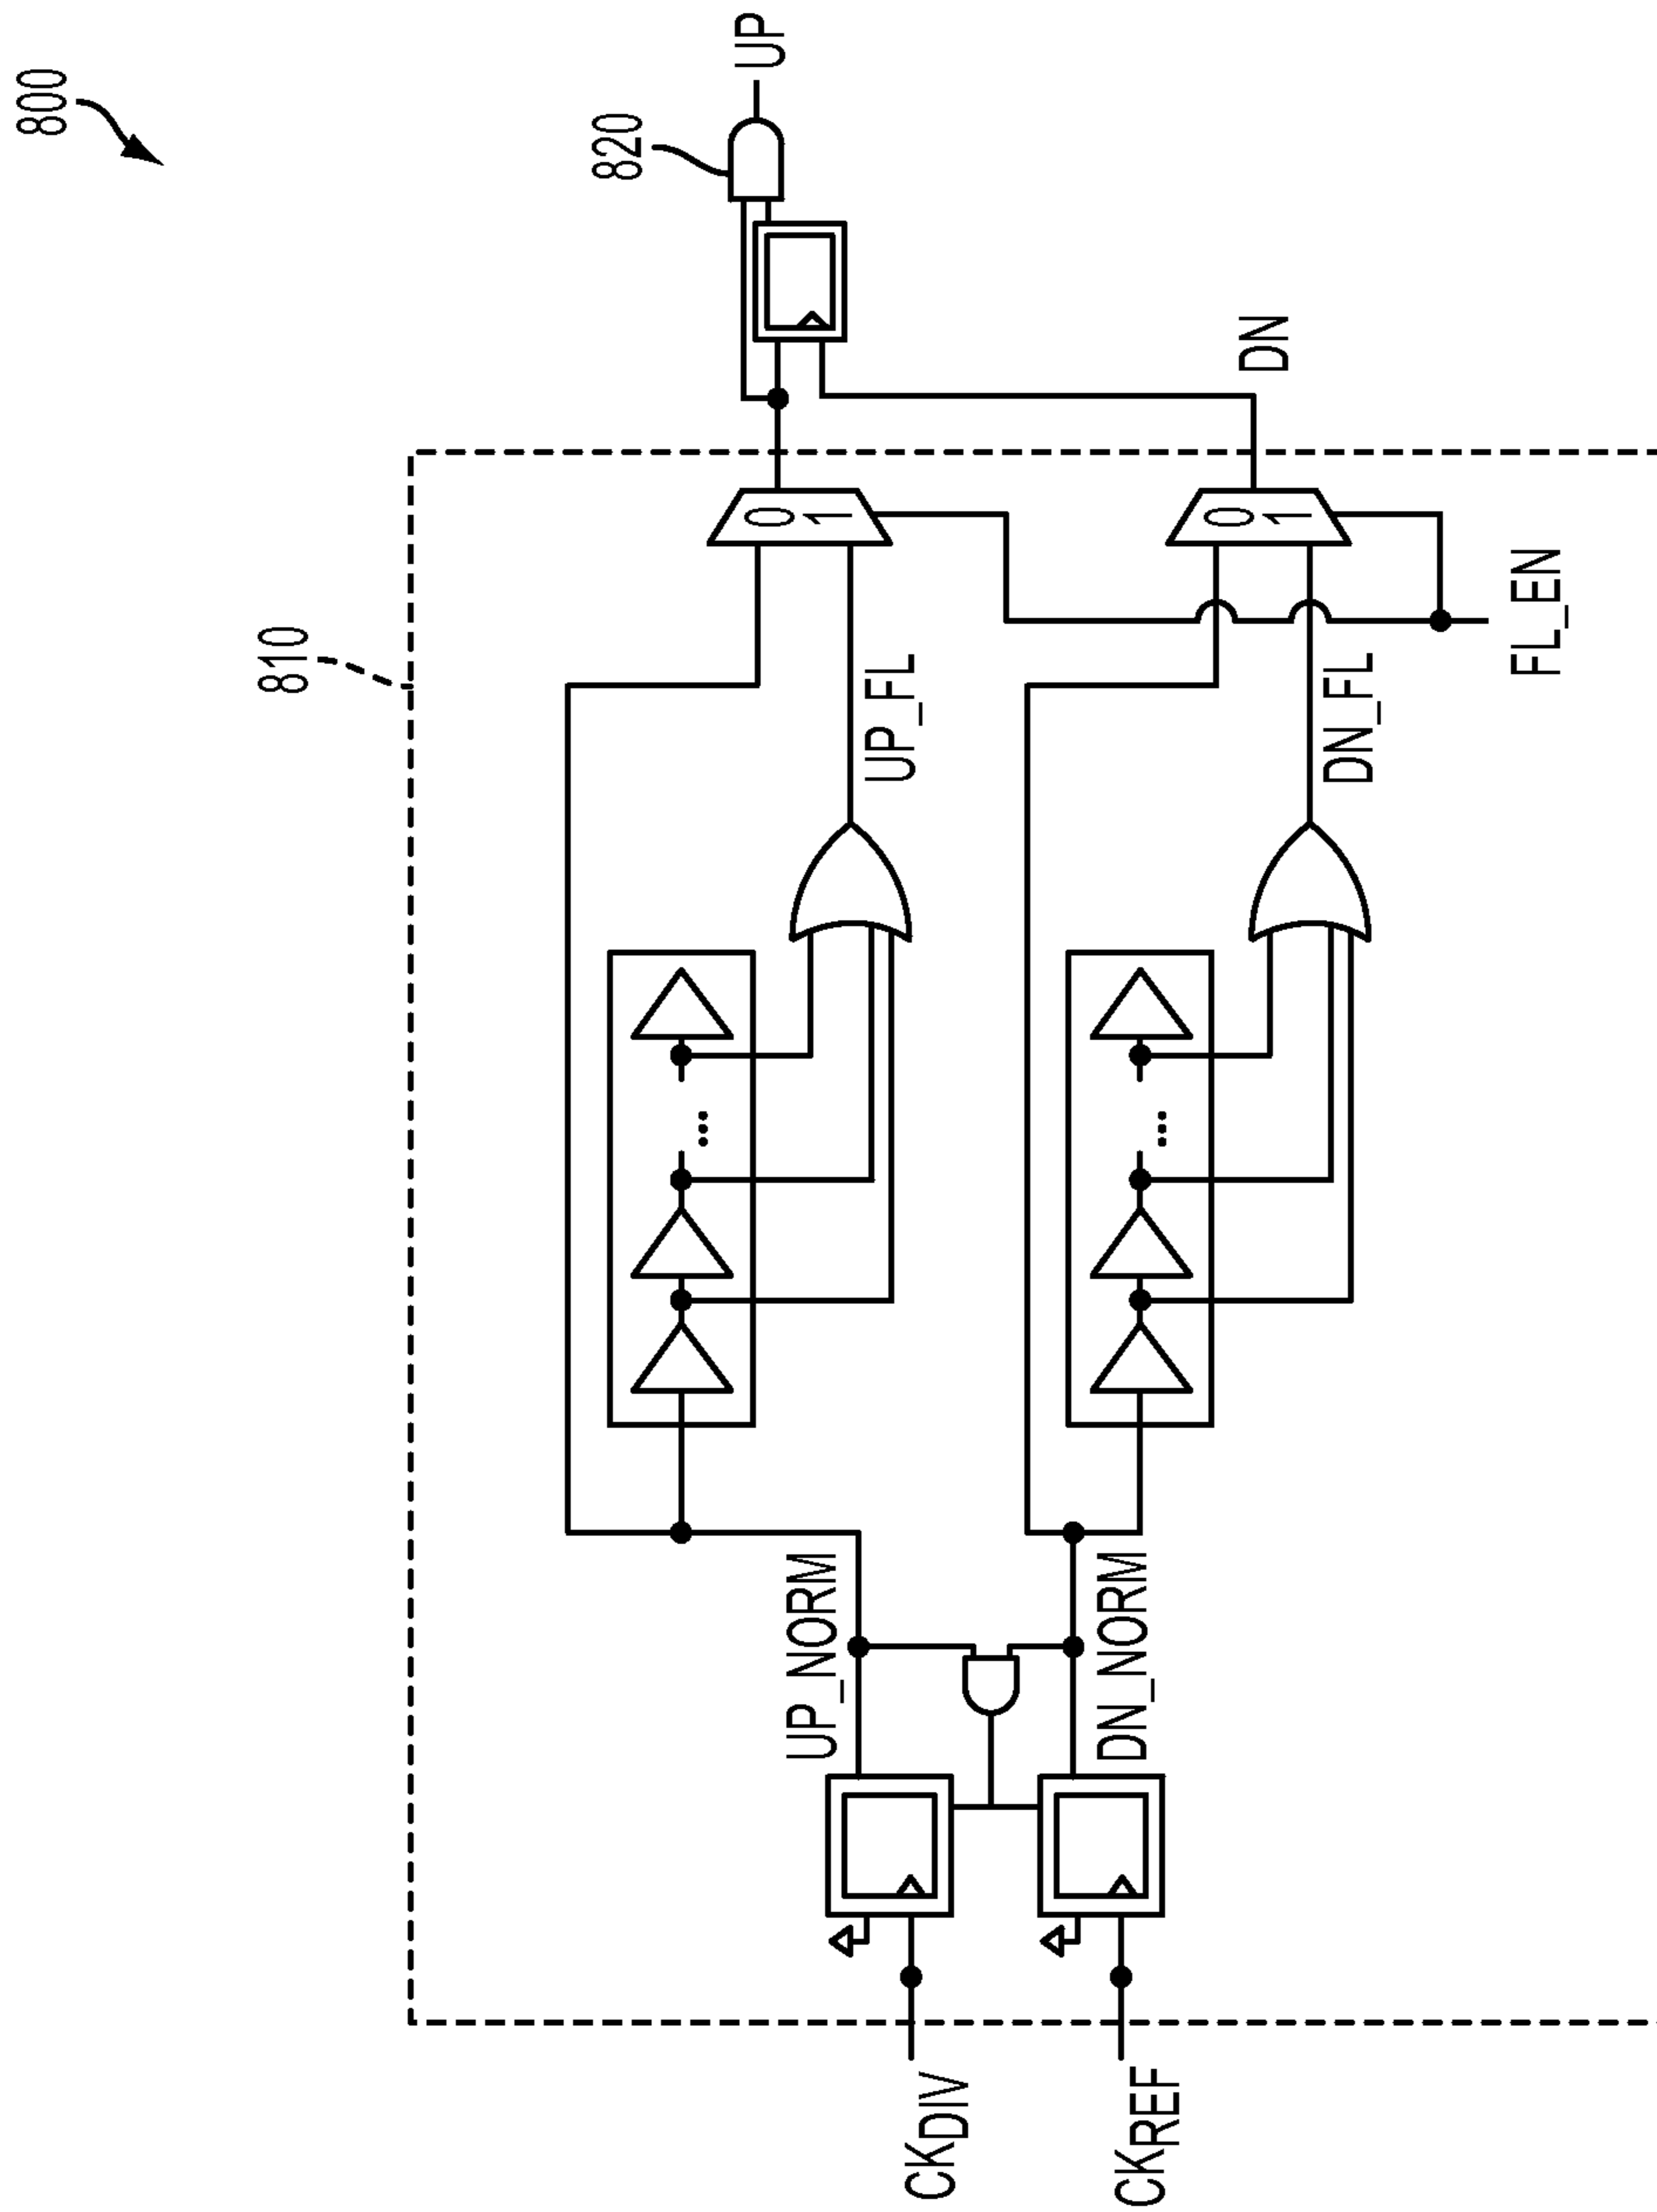 800
810
820
UP
CKDIV
CKREF
UP_NORM
DN_NORM
UP_FL
DN_FL
0
1
0
1
FL_EN
DN